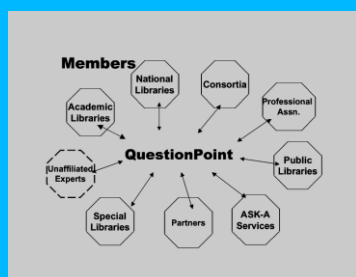 Members
National
Libraries
Consortia
Academic
Libraries
Professional
Assn.
QuestionPoint
Unaffiliated
Experts
Public
Libraries
Special
Libraries
Partners
ASK-A
Services